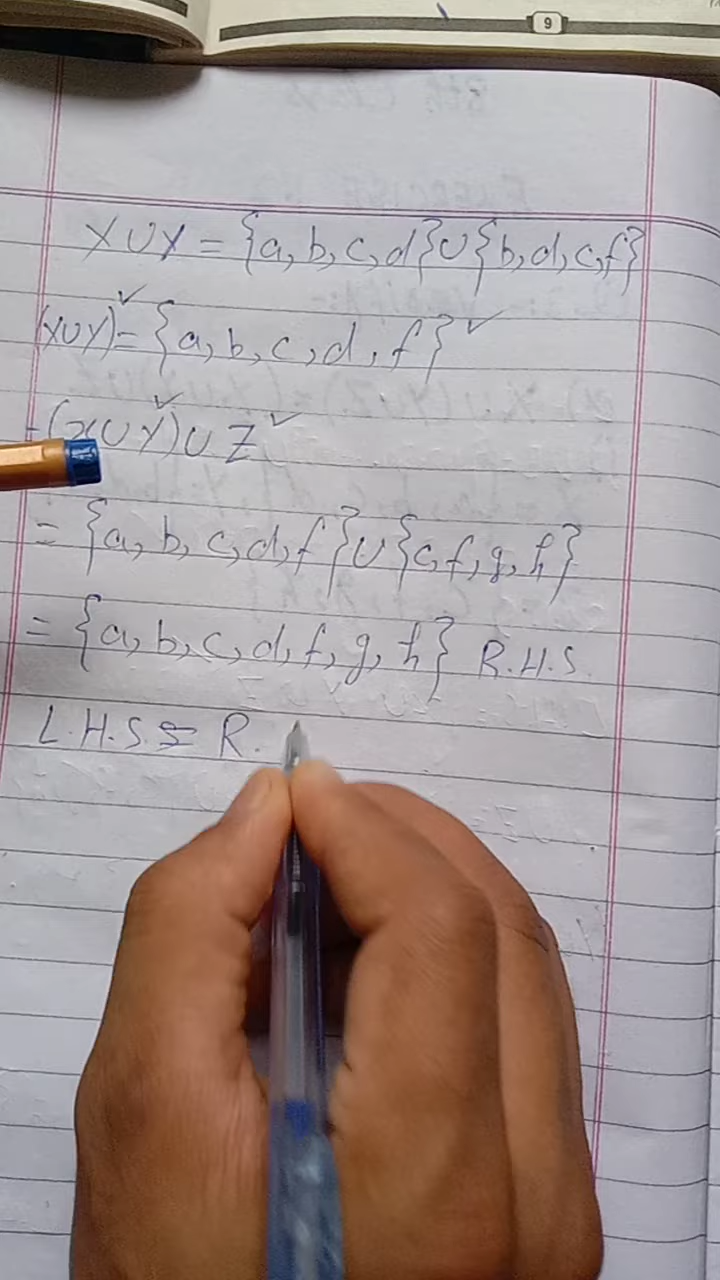 9
X∪Y = {a, b, c, d}∪{b, d, c, f}
(X∪Y) = {a, b, c, d, f}
= (X∪Y)∪Z
= {a, b, c, d, f}∪{c, f, g, h}
= {a, b, c, d, f, g, h} R.H.S.
L.H.S. = R.